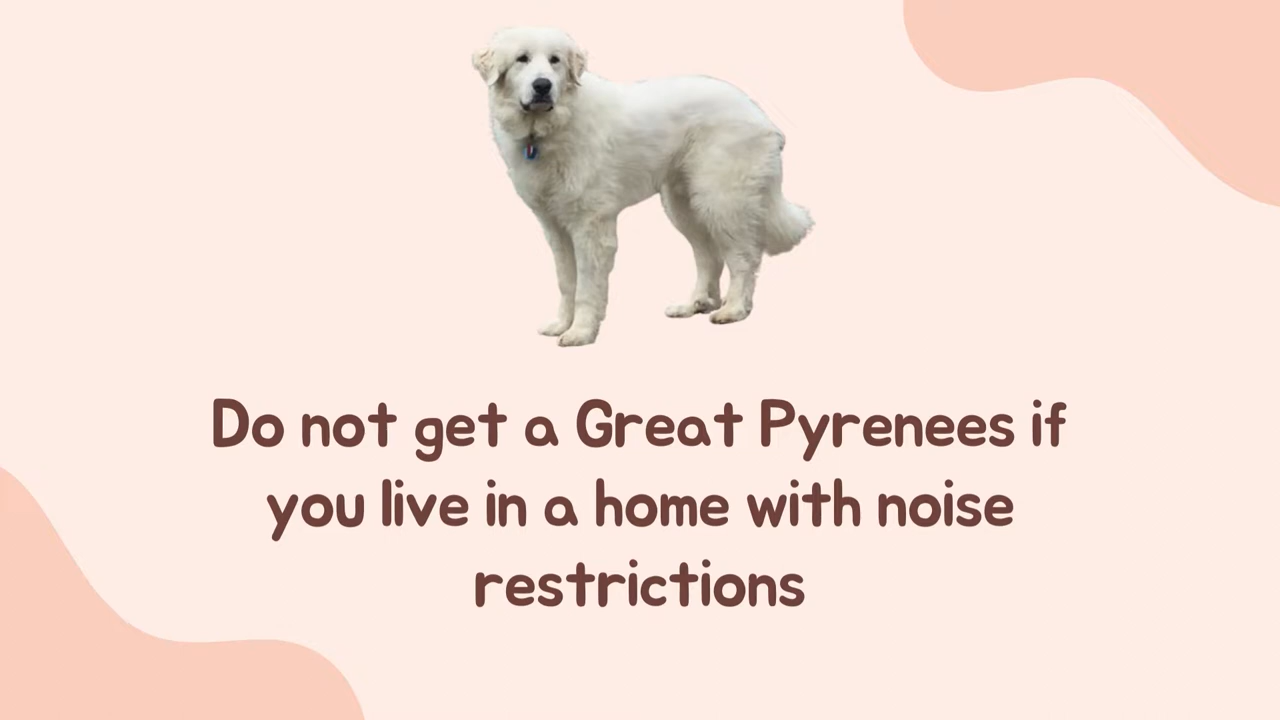 Do not get a Great Pyrenees if
you live in a home with noise
restrictions